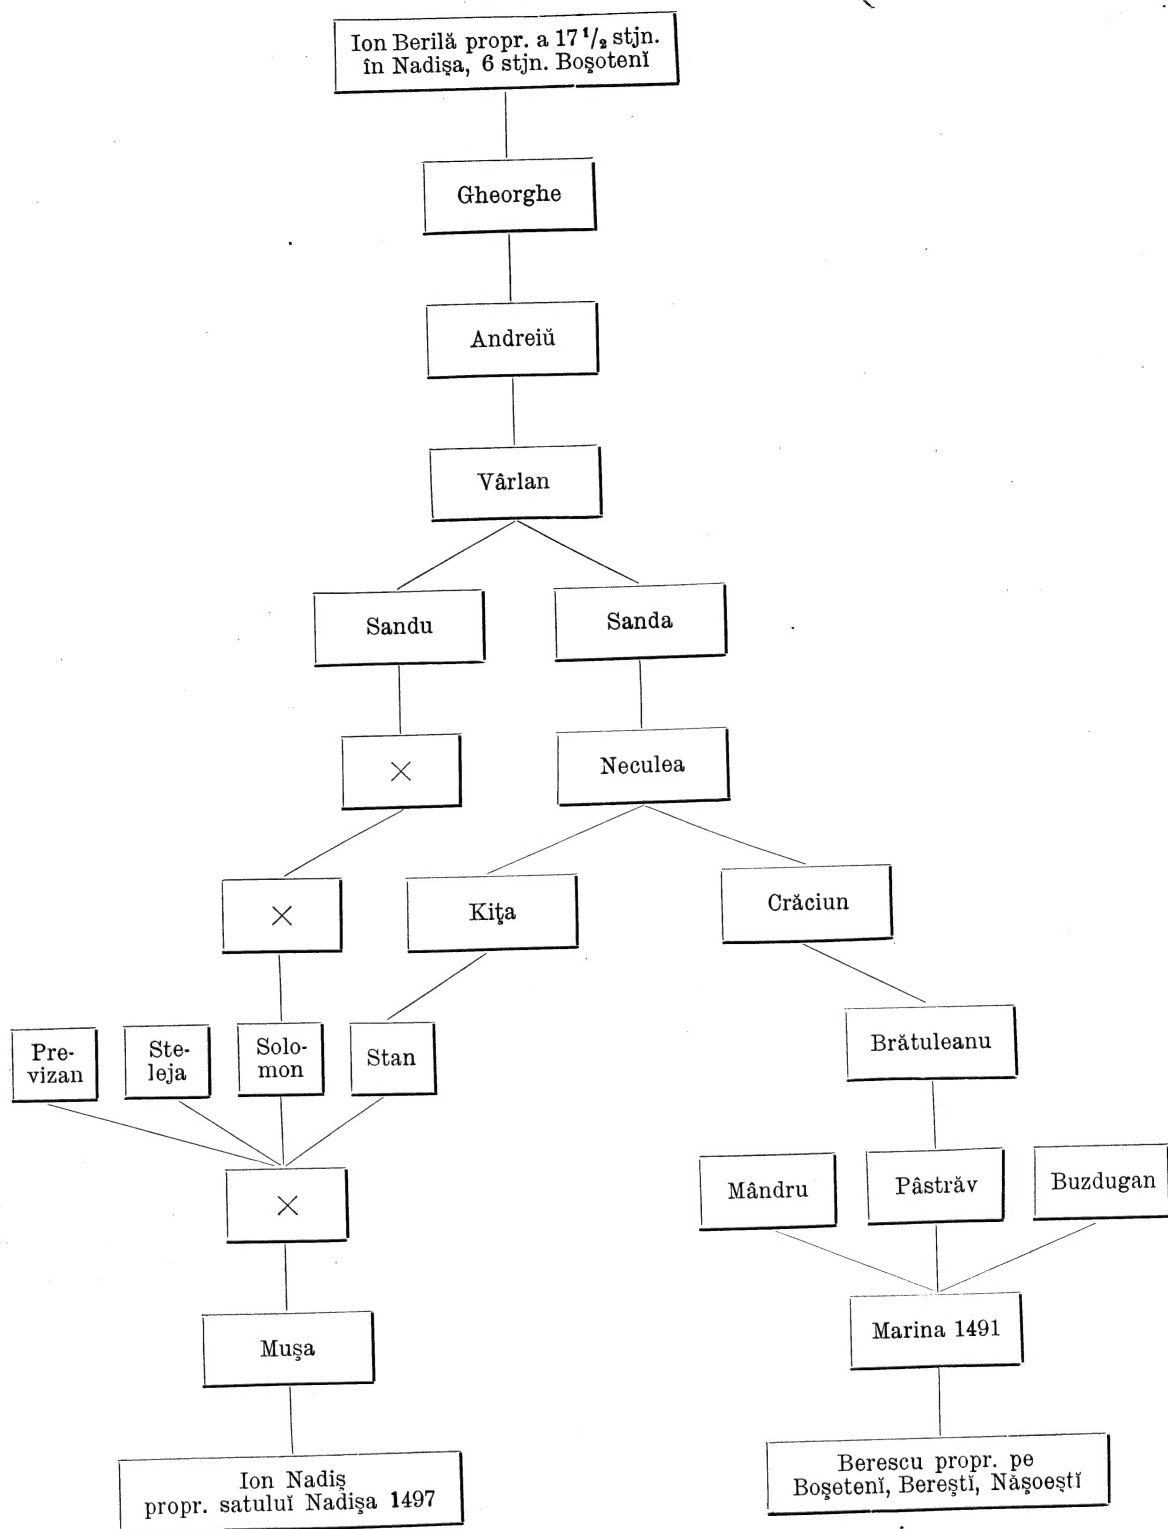 Ion Berilă propr. a 17 1/2 stjn.
în Nadişa, 6 stjn. Boşotenĭ
Gheorghe
Andreiŭ
Vârlan
Sandu
Sanda
×
Neculea
×
Kiţa
Crăciun
Pre-
vizan
Ste-
leja
Solo-
mon
Stan
Brătuleanu
×
Mândru
Pâstrăv
Buzdugan
Muşa
Marina 1491
Ion Nadiş
propr. satuluĭ Nadişa 1497
Berescu propr. pe
Boşetenĭ, Bereştĭ, Năşoeştĭ